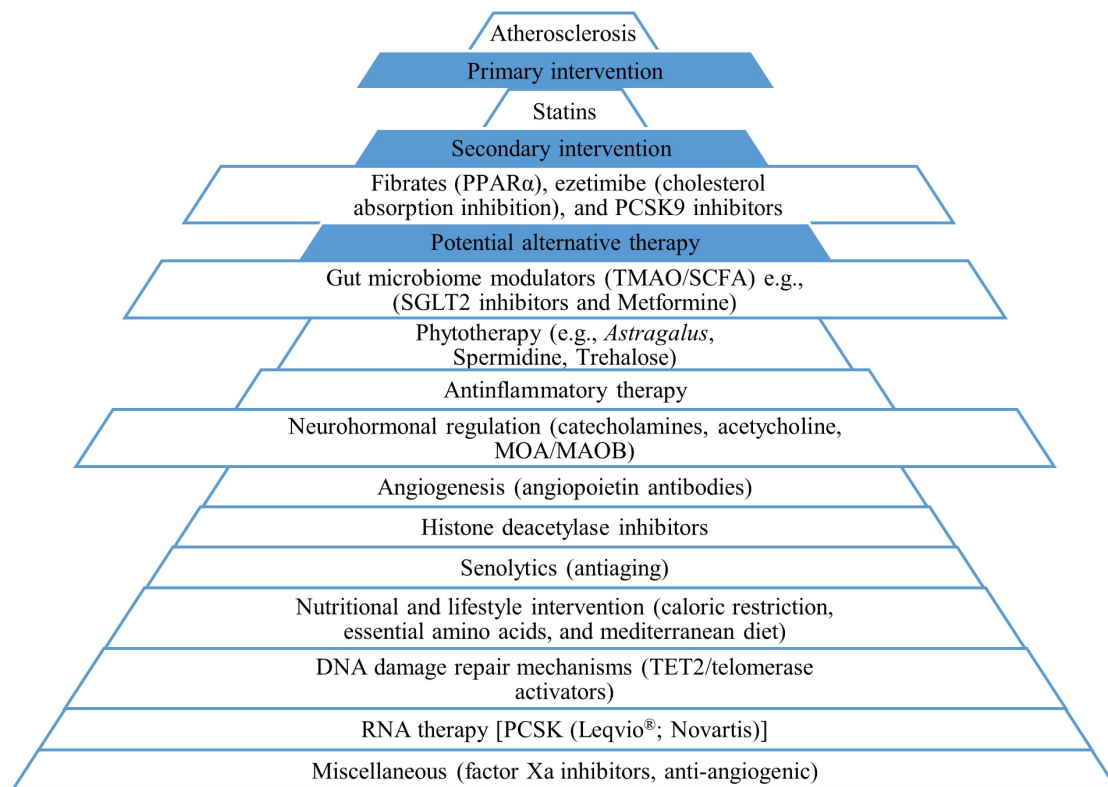 Atherosclerosis
Primary intervention
Statins
Secondary intervention
Fibrates (PPARα), ezetimibe (cholesterol
absorption inhibition), and PCSK9 inhibitors
Potential alternative therapy
Gut microbiome modulators (TMAO/SCFA) e.g.,
(SGLT2 inhibitors and Metformine)
Phytotherapy (e.g., Astragalus,
Spermidine, Trehalose)
Antinflammatory therapy
Neurohormonal regulation (catecholamines, acetycholine,
MOA/MAOB)
Angiogenesis (angiopoietin antibodies)
Histone deacetylase inhibitors
Senolytics (antiaging)
Nutritional and lifestyle intervention (caloric restriction,
essential amino acids, and mediterranean diet)
DNA damage repair mechanisms (TET2/telomerase
activators)
RNA therapy [PCSK (Leqvio®; Novartis)]
Miscellaneous (factor Xa inhibitors, anti-angiogenic)